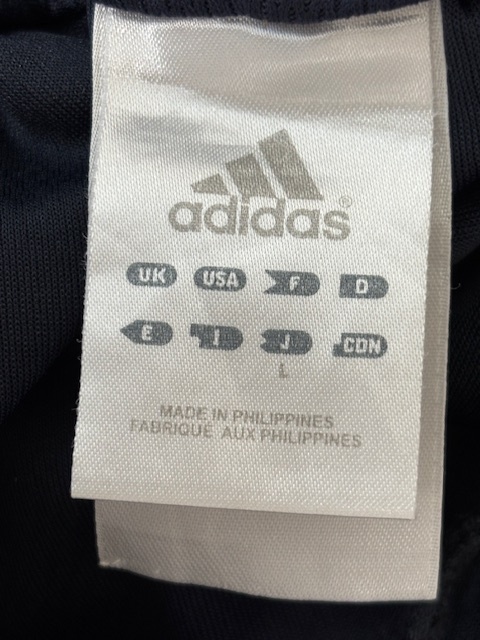 adidas®
UK USA F D
E I J CDN
L
MADE IN PHILIPPINES
FABRIQUE AUX PHILIPPINES